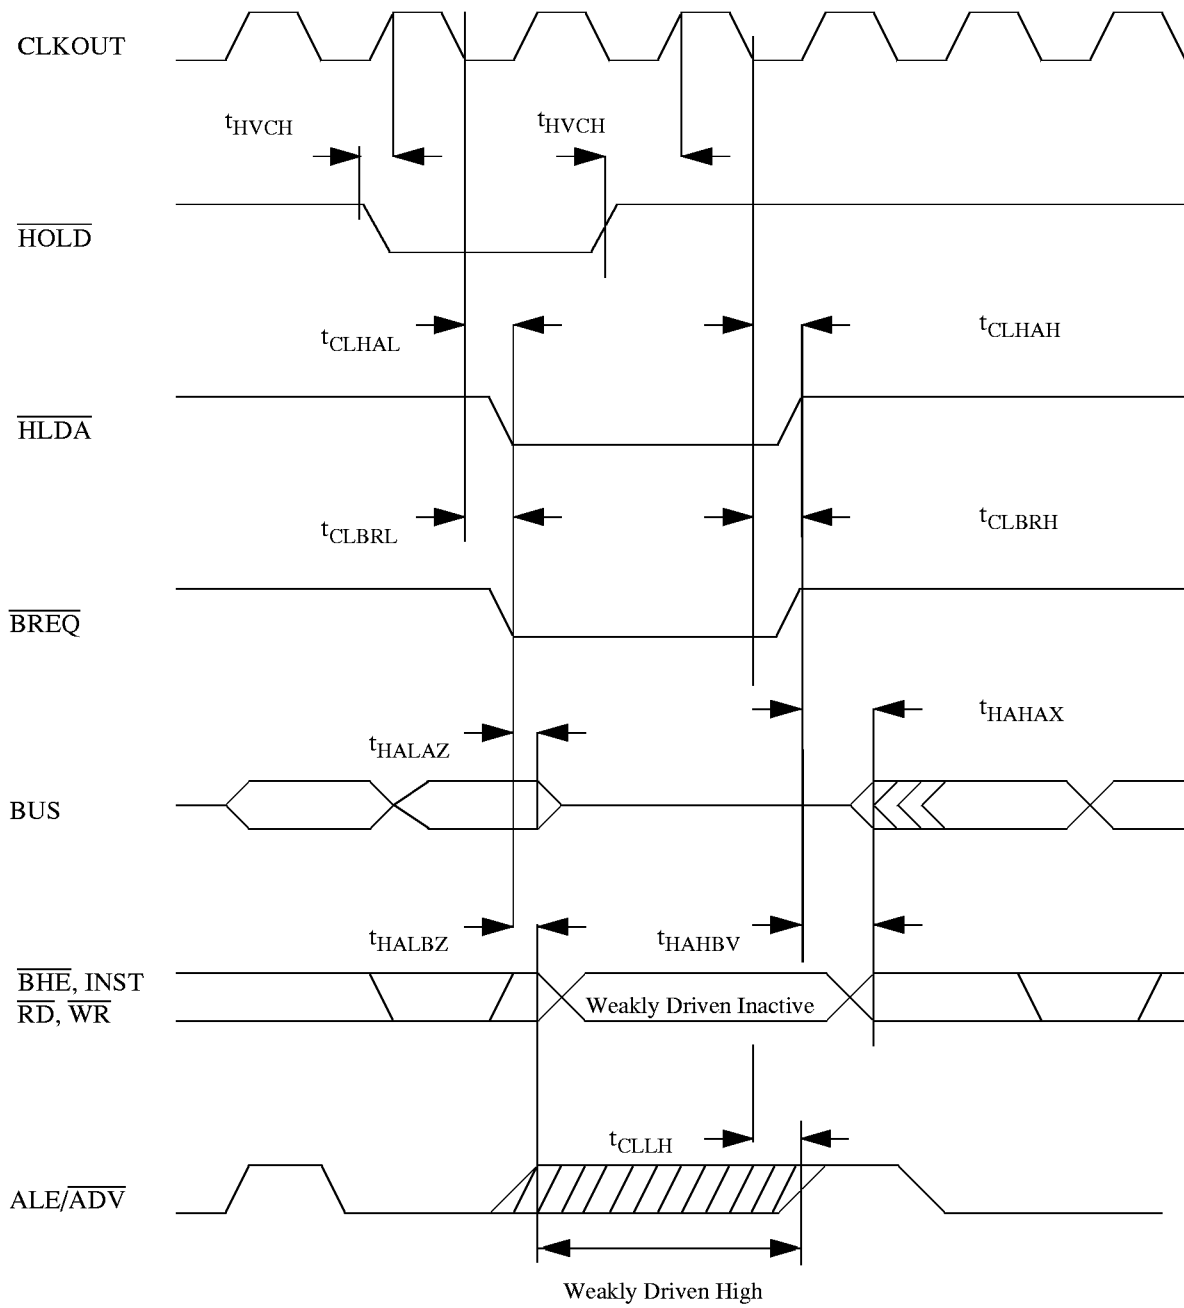 CLKOUT
tHVCH tHVCH
HOLD
tCLHAL tCLHAH
HLDA
tCLBRL tCLBRH
BREQ
tHAHAX
tHALAZ
BUS
tHALBZ tHAHBV
BHE, INST
RD, WR
Weakly Driven Inactive
tCLLH
ALE/ADV
Weakly Driven High